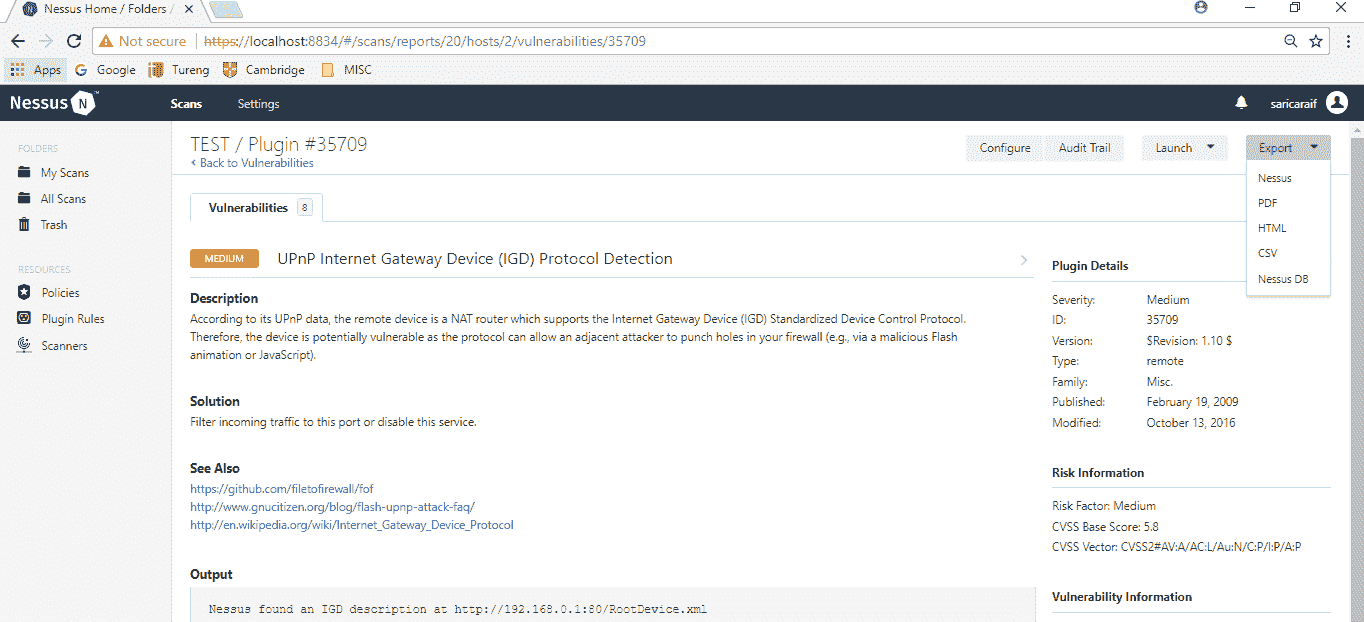 Nessus Home / Folders /
Not secure https://localhost:8834/#/scans/reports/20/hosts/2/vulnerabilities/35709
Apps Google Tureng Cambridge MISC
Nessus N ™ Scans Settings saricaraif
FOLDERS
My Scans
All Scans
Trash
RESOURCES
Policies
Plugin Rules
Scanners
TEST / Plugin #35709
Back to Vulnerabilities
Configure Audit Trail Launch Export
Nessus
PDF
HTML
CSV
Nessus DB
Vulnerabilities 8
MEDIUM UPnP Internet Gateway Device (IGD) Protocol Detection
Description
According to its UPnP data, the remote device is a NAT router which supports the Internet Gateway Device (IGD) Standardized Device Control Protocol.
Therefore, the device is potentially vulnerable as the protocol can allow an adjacent attacker to punch holes in your firewall (e.g., via a malicious Flash
animation or JavaScript).
Solution
Filter incoming traffic to this port or disable this service.
See Also
https://github.com/filetofirewall/fof
http://www.gnucitizen.org/blog/flash-upnp-attack-faq/
http://en.wikipedia.org/wiki/Internet_Gateway_Device_Protocol
Output
Nessus found an IGD description at http://192.168.0.1:80/RootDevice.xml
Plugin Details
Severity: Medium
ID: 35709
Version: $Revision: 1.10 $
Type: remote
Family: Misc.
Published: February 19, 2009
Modified: October 13, 2016
Risk Information
Risk Factor: Medium
CVSS Base Score: 5.8
CVSS Vector: CVSS2#AV:A/AC:L/Au:N/C:P/I:P/A:P
Vulnerability Information